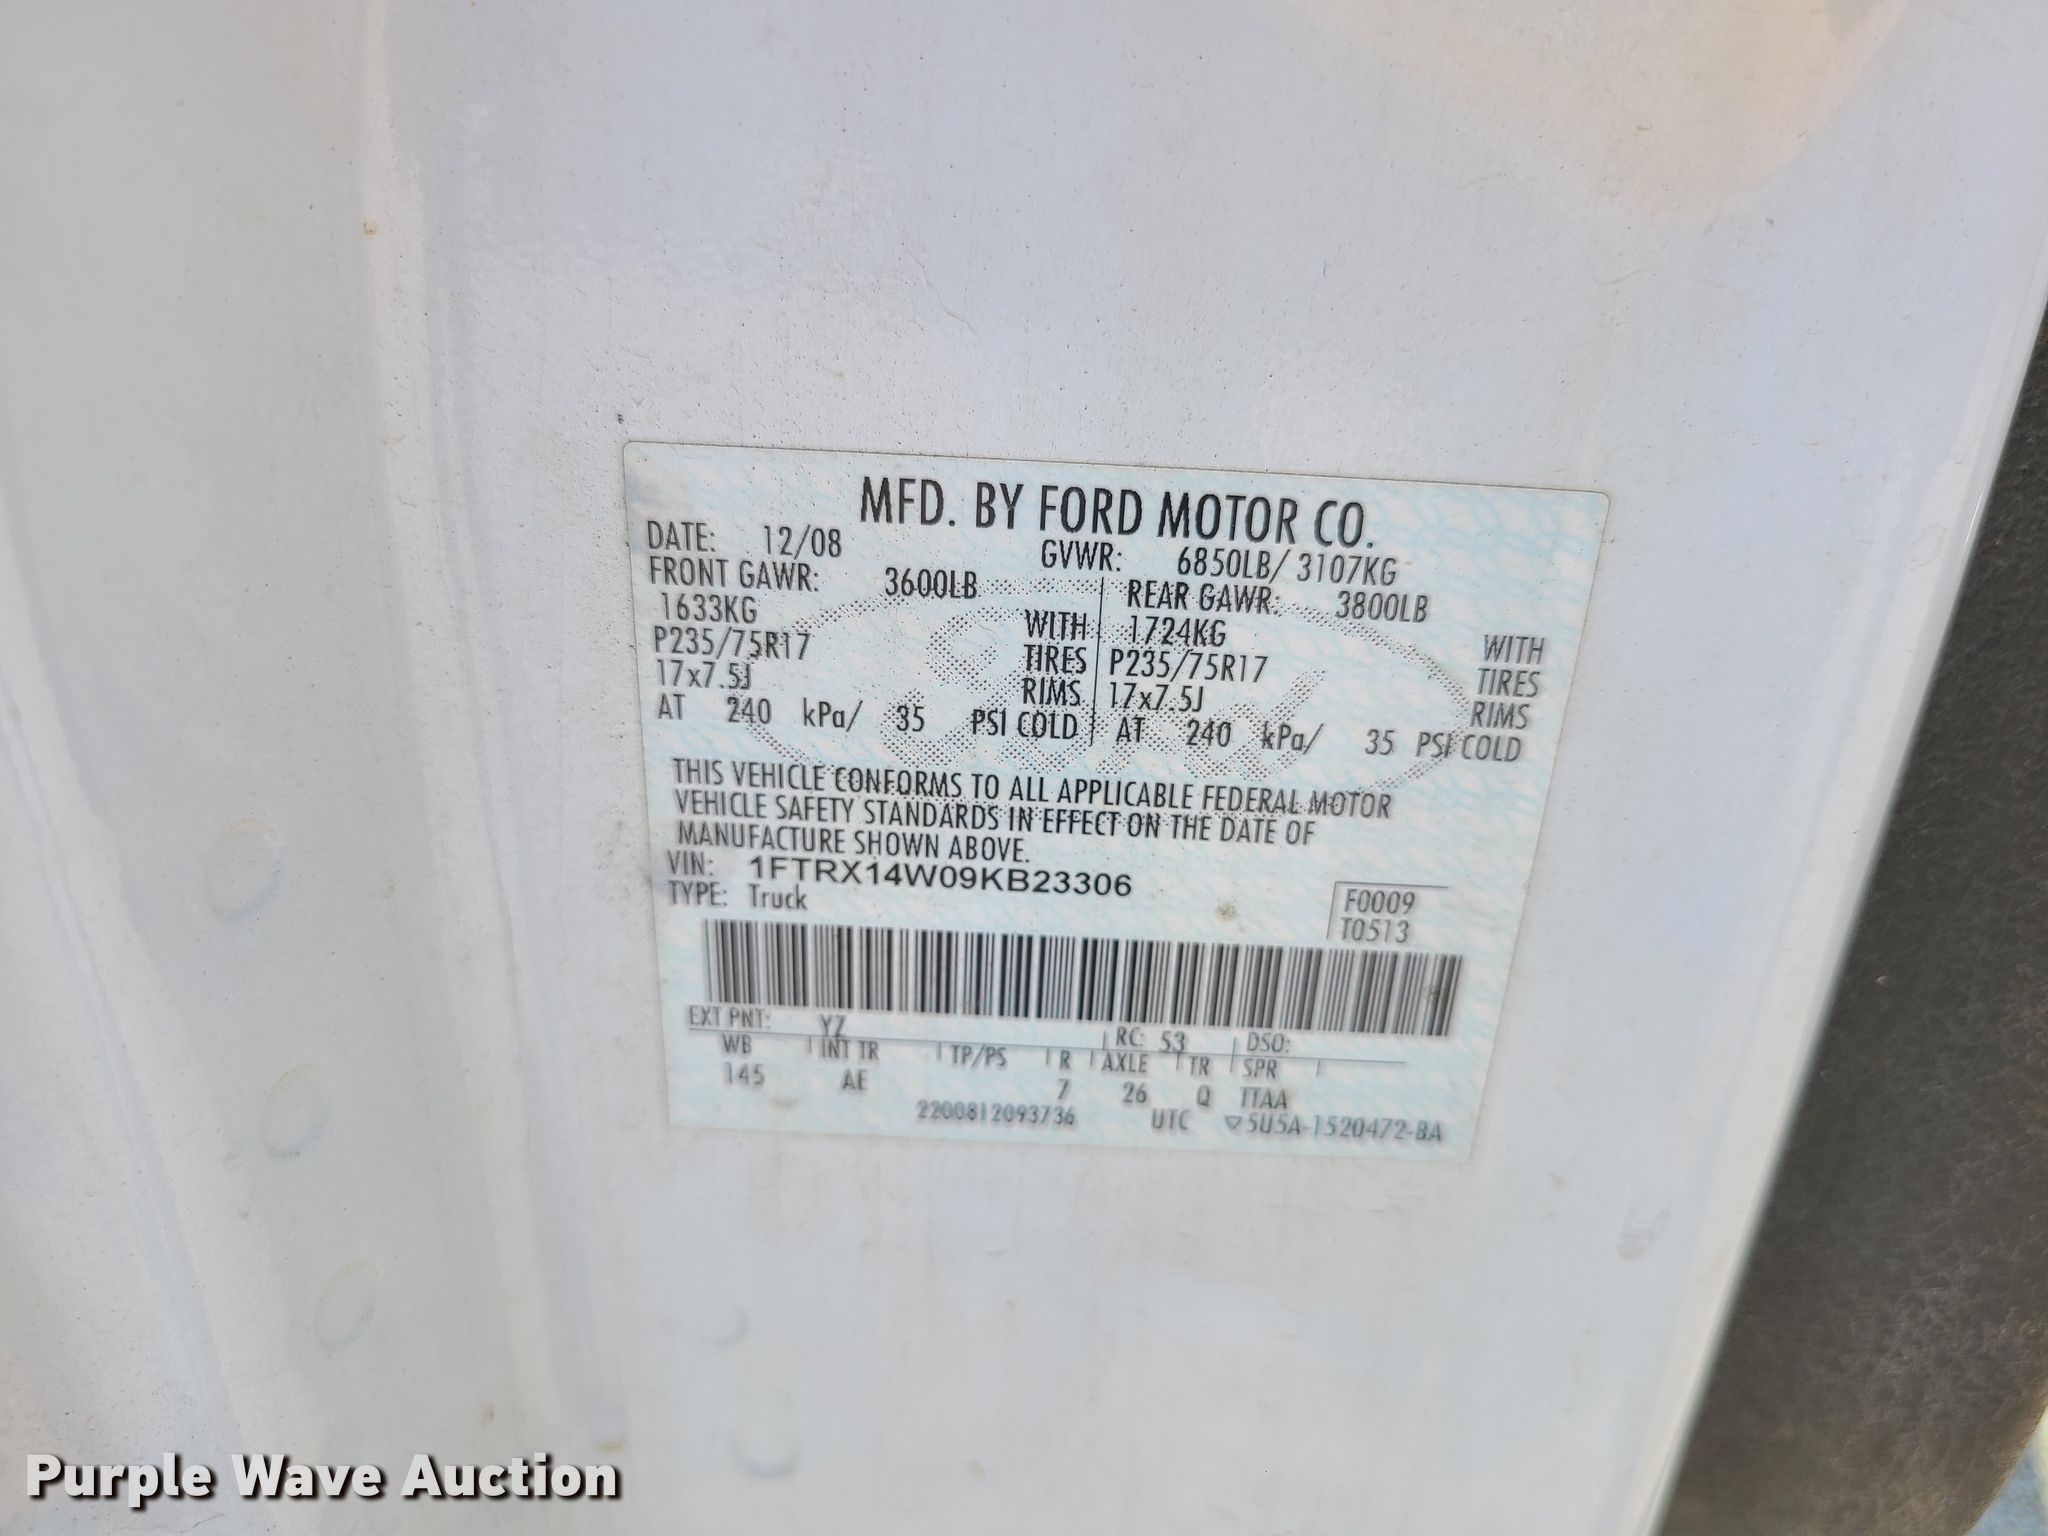 MFD. BY FORD MOTOR CO.
DATE: 12/08 GVWR: 6850LB/ 3107KG
FRONT GAWR: 3600LB REAR GAWR: 3800LB
1633KG WITH 1724KG WITH
P235/75R17 TIRES P235/75R17 TIRES
17x7.5J RIMS 17x7.5J RIMS
AT 240 kPa/ 35 PSI COLD AT 240 kPa/ 35 PSI COLD
THIS VEHICLE CONFORMS TO ALL APPLICABLE FEDERAL MOTOR
VEHICLE SAFETY STANDARDS IN EFFECT ON THE DATE OF
MANUFACTURE SHOWN ABOVE.
VIN: 1FTRX14W09KB23306
TYPE: Truck
F0009
T0513
EXT PNT: YZ RC: 53 DSO:
WB INT TR TP/PS R AXLE TR SPR
145 AE 7 26 Q TTAA
2200812093736 UTC ▽5U5A-1520472-BA
Purple Wave Auction